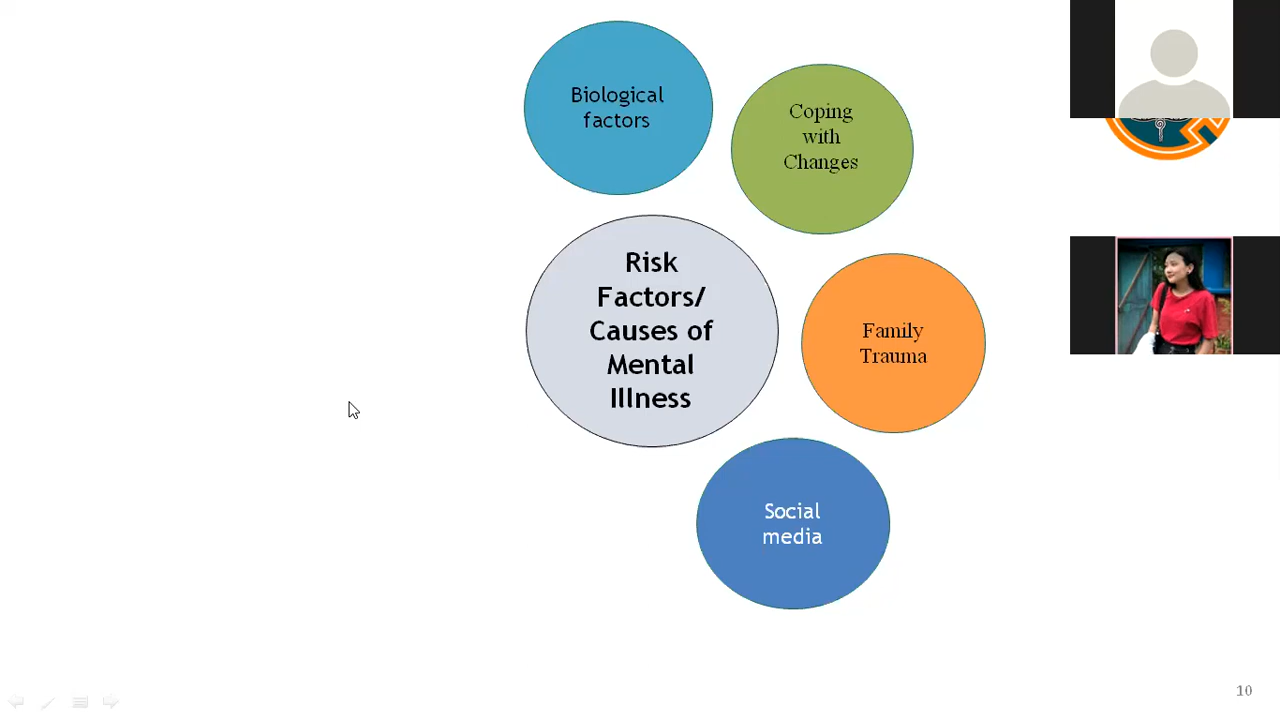 Biological
factors
Coping
with
Changes
Risk
Factors/
Causes of
Mental
Illness
Family
Trauma
Social
media
10